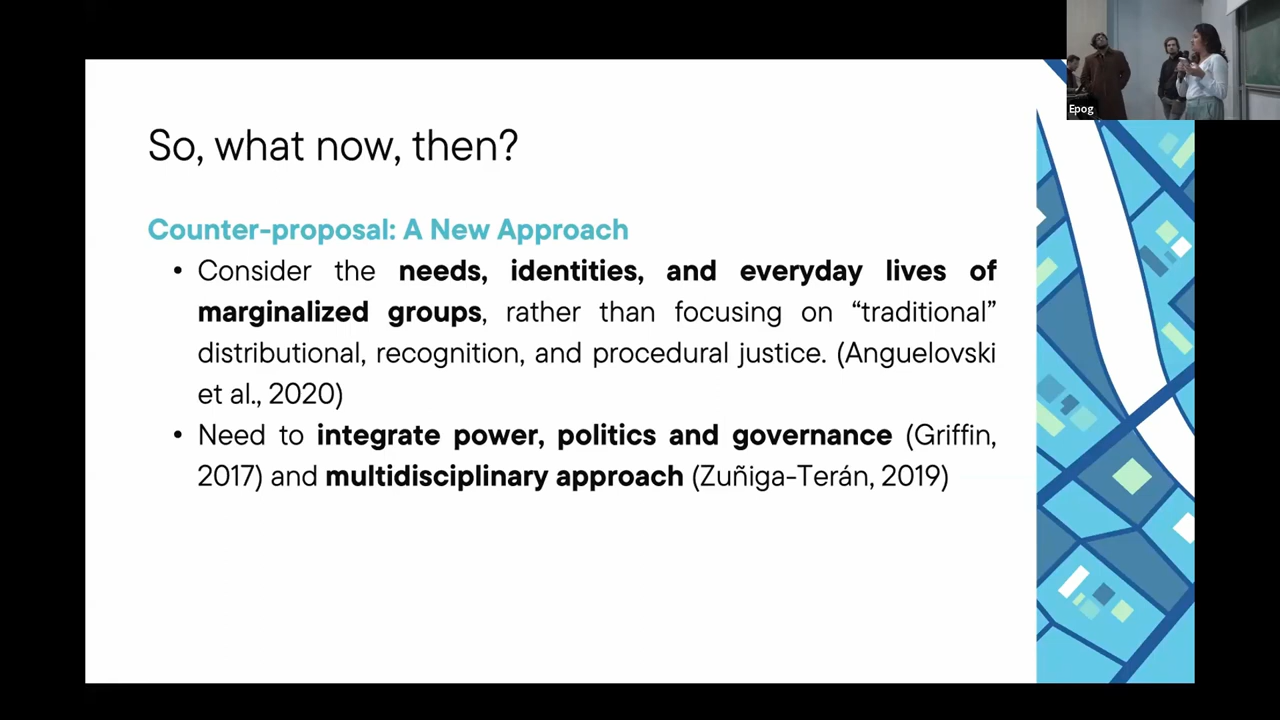 Epog
So, what now, then?
Counter-proposal: A New Approach
• Consider the needs, identities, and everyday lives of
marginalized groups, rather than focusing on “traditional”
distributional, recognition, and procedural justice. (Anguelovski
et al., 2020)
• Need to integrate power, politics and governance (Griffin,
2017) and multidisciplinary approach (Zuñiga-Terán, 2019)